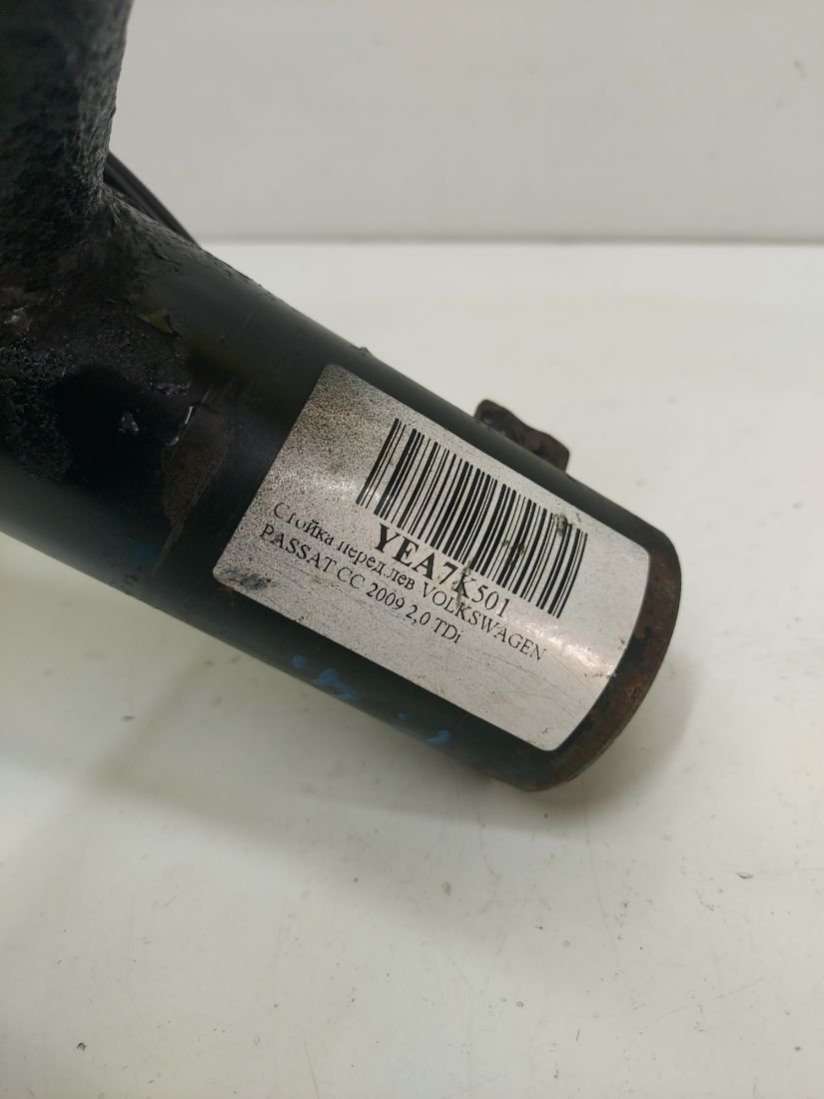 YEA7K501
Стойка перед лев VOLKSWAGEN
PASSAT CC 2009 2,0 TDi